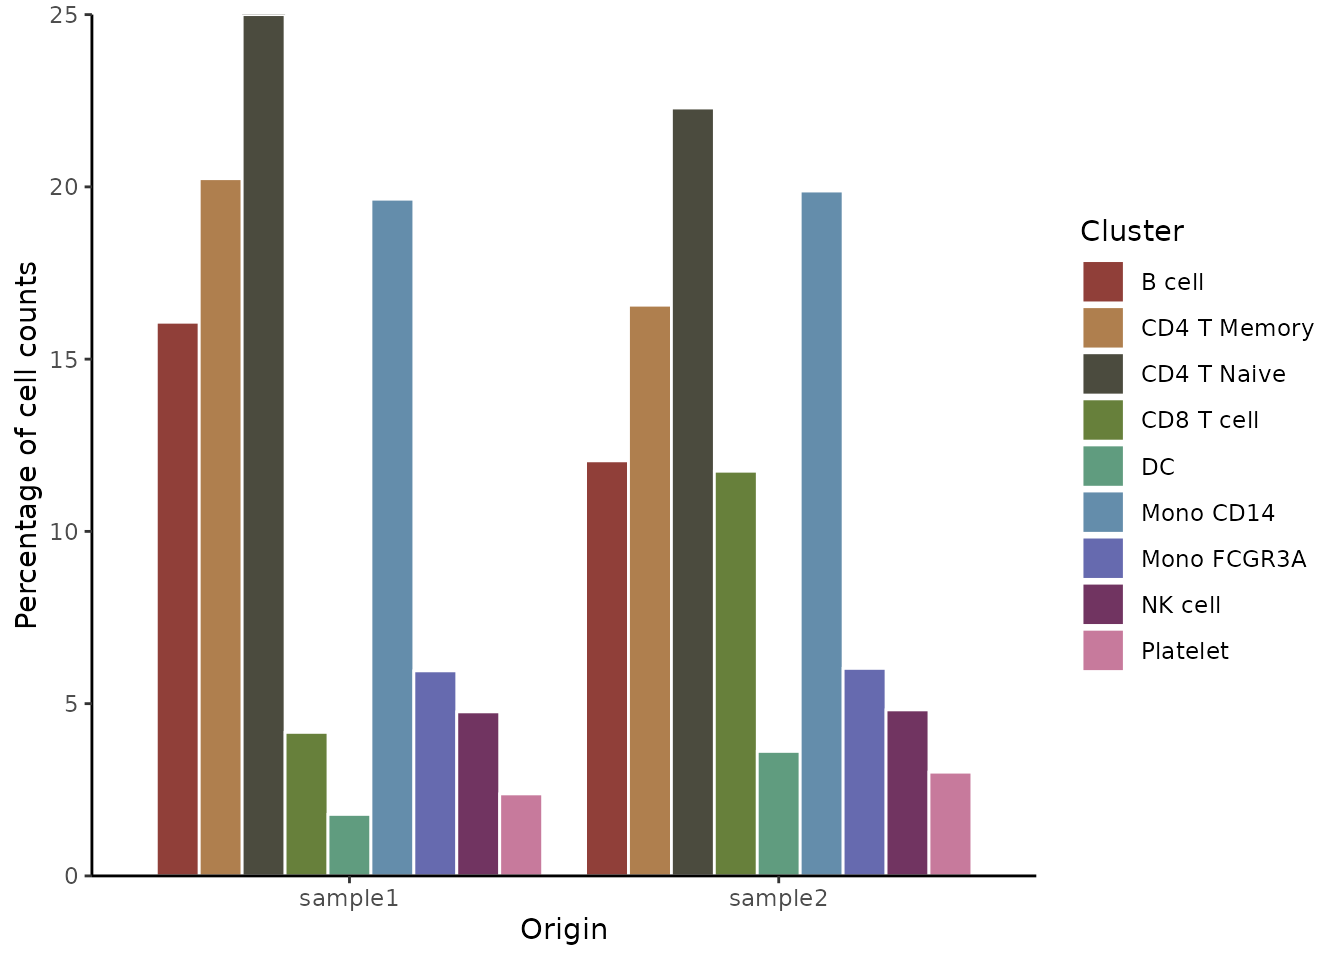 Percentage of cell counts
25
20
15
10
5
0
sample1
sample2
Origin
Cluster
B cell
CD4 T Memory
CD4 T Naive
CD8 T cell
DC
Mono CD14
Mono FCGR3A
NK cell
Platelet